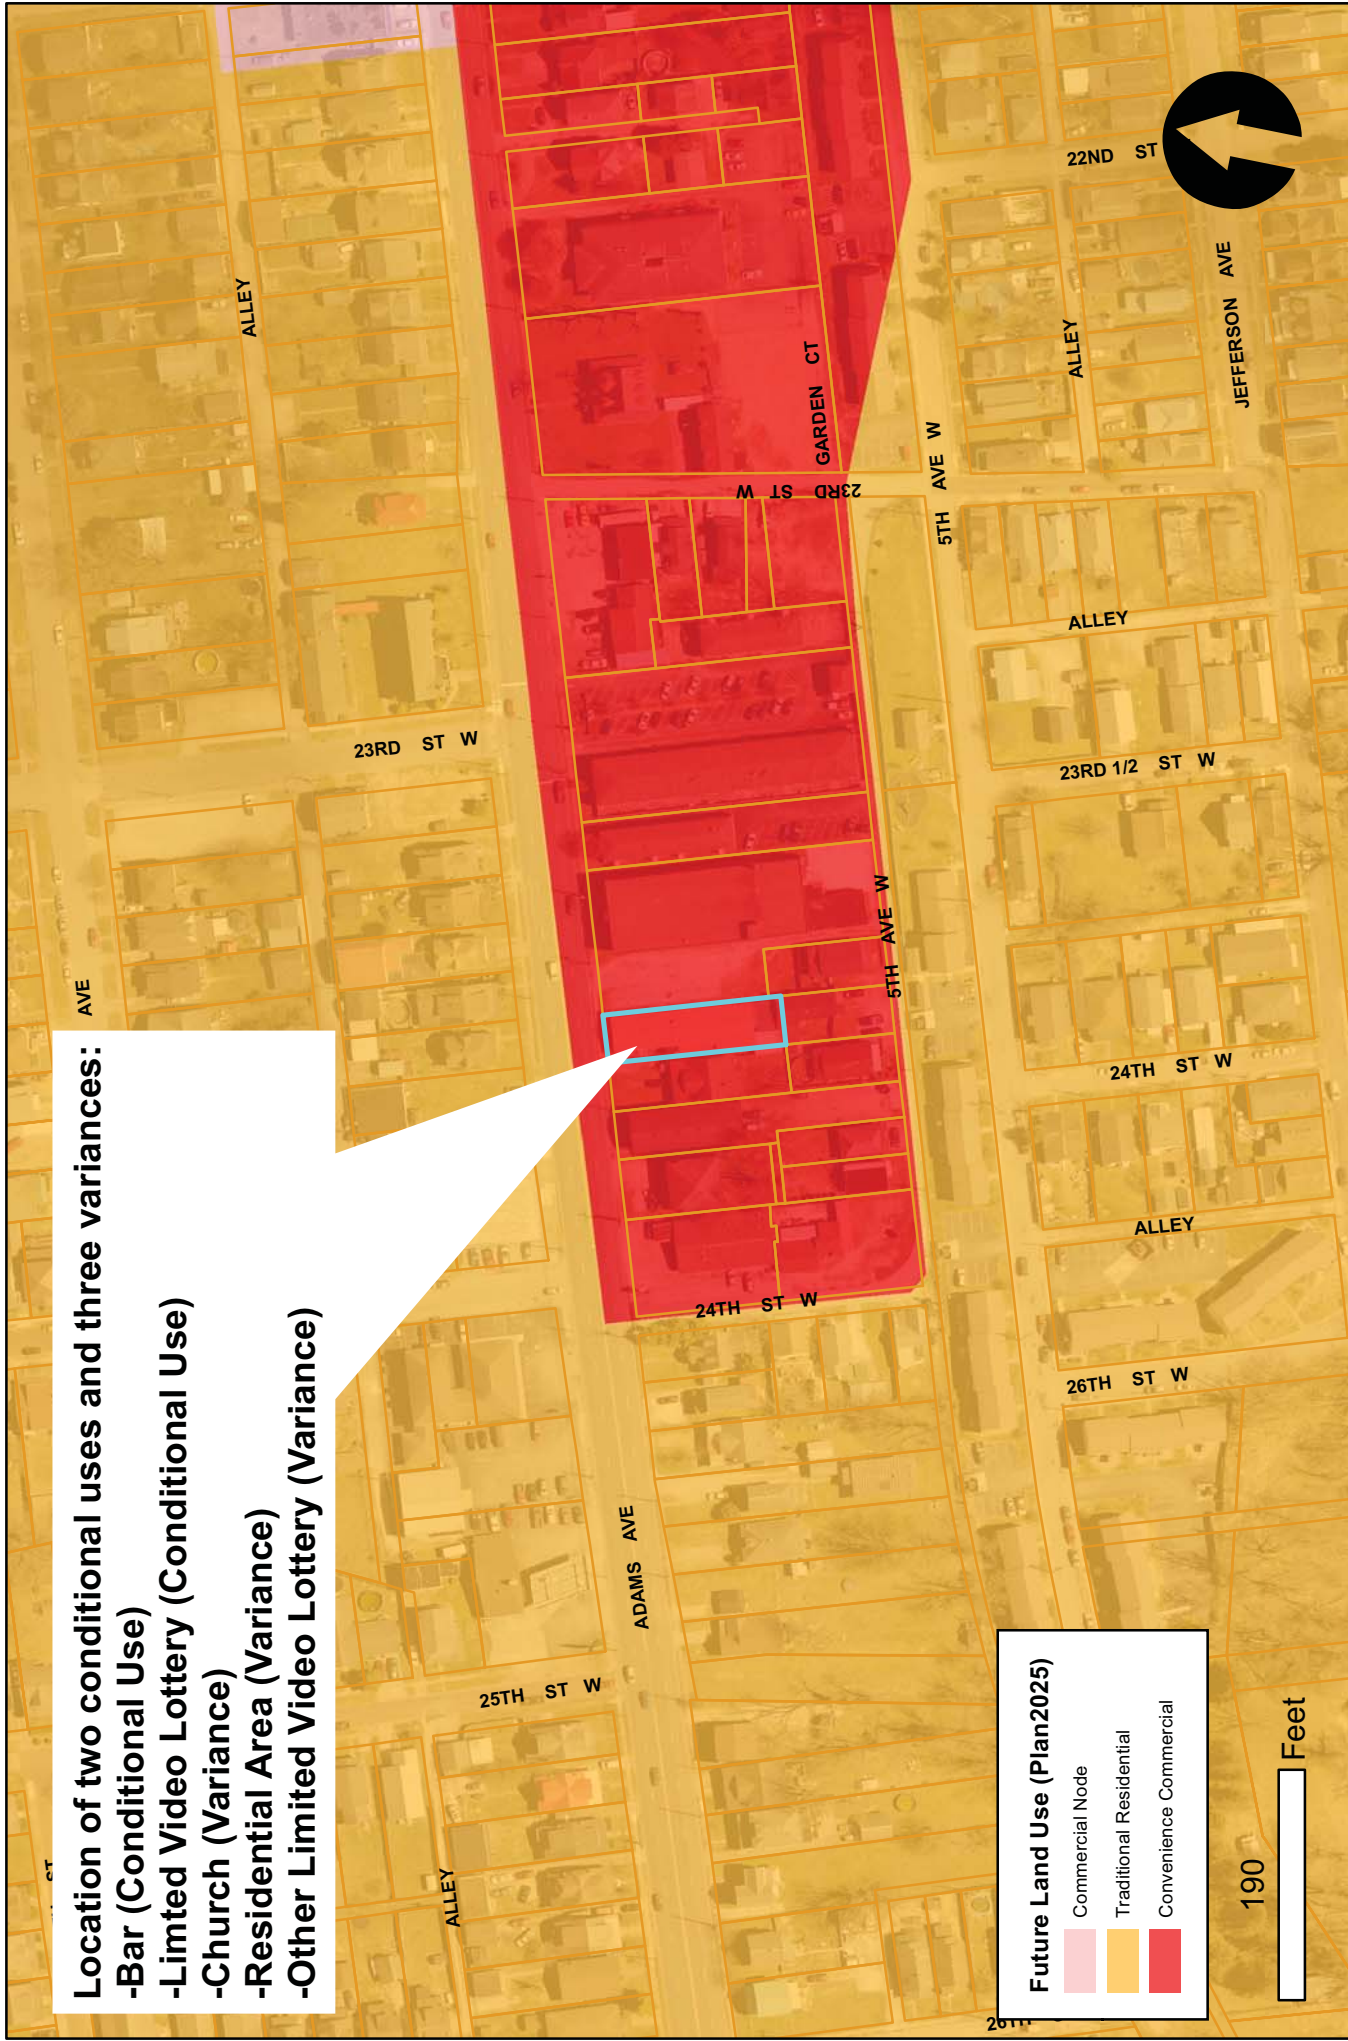 Location of two conditional uses and three variances:
-Bar (Conditional Use)
-Limted Video Lottery (Conditional Use)
-Church (Variance)
-Residential Area (Variance)
-Other Limited Video Lottery (Variance)
ST
AVE
ALLEY
23RD ST W
25TH ST W
ALLEY
ADAMS AVE
24TH ST W
5TH AVE W
23RD ST W
GARDEN CT
5TH AVE W
22ND ST
ALLEY
JEFFERSON AVE
ALLEY
23RD 1/2 ST W
24TH ST W
ALLEY
26TH ST W
26TH
Future Land Use (Plan2025)
Commercial Node
Traditional Residential
Convenience Commercial
190
Feet